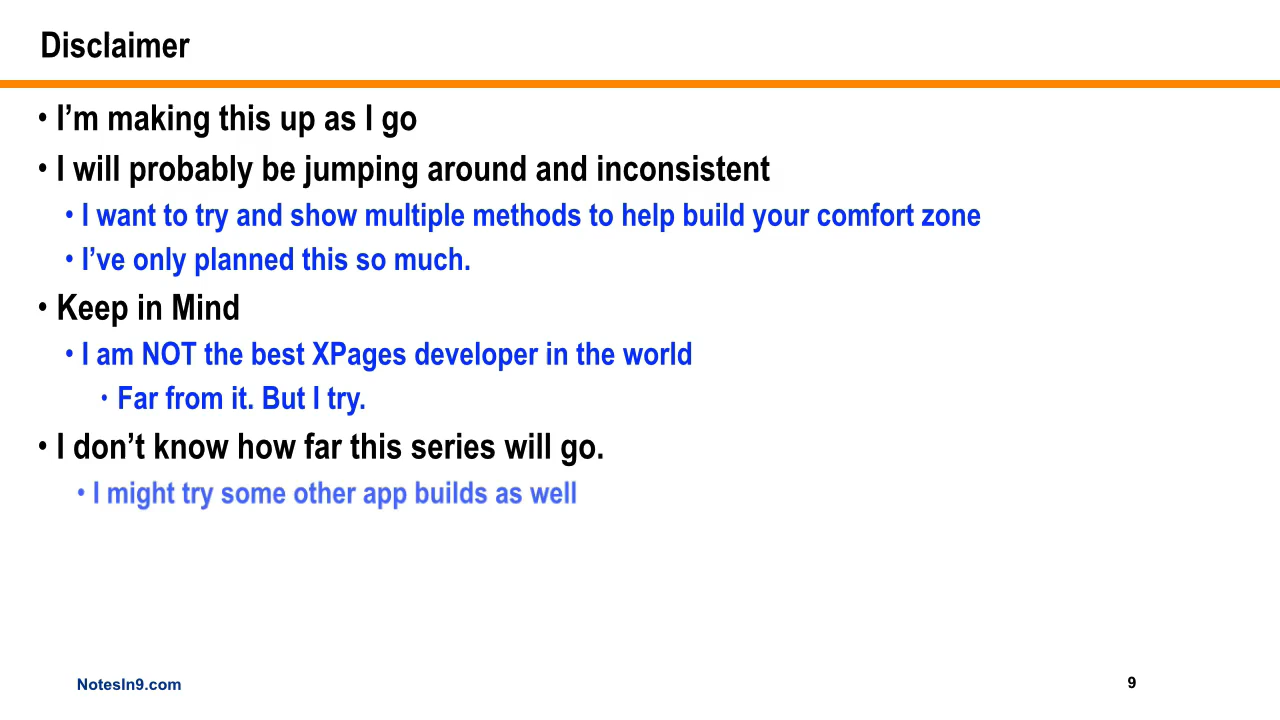 Disclaimer
• I’m making this up as I go
• I will probably be jumping around and inconsistent
• I want to try and show multiple methods to help build your comfort zone
• I’ve only planned this so much.
• Keep in Mind
• I am NOT the best XPages developer in the world
• Far from it. But I try.
• I don’t know how far this series will go.
• I might try some other app builds as well
NotesIn9.com
9